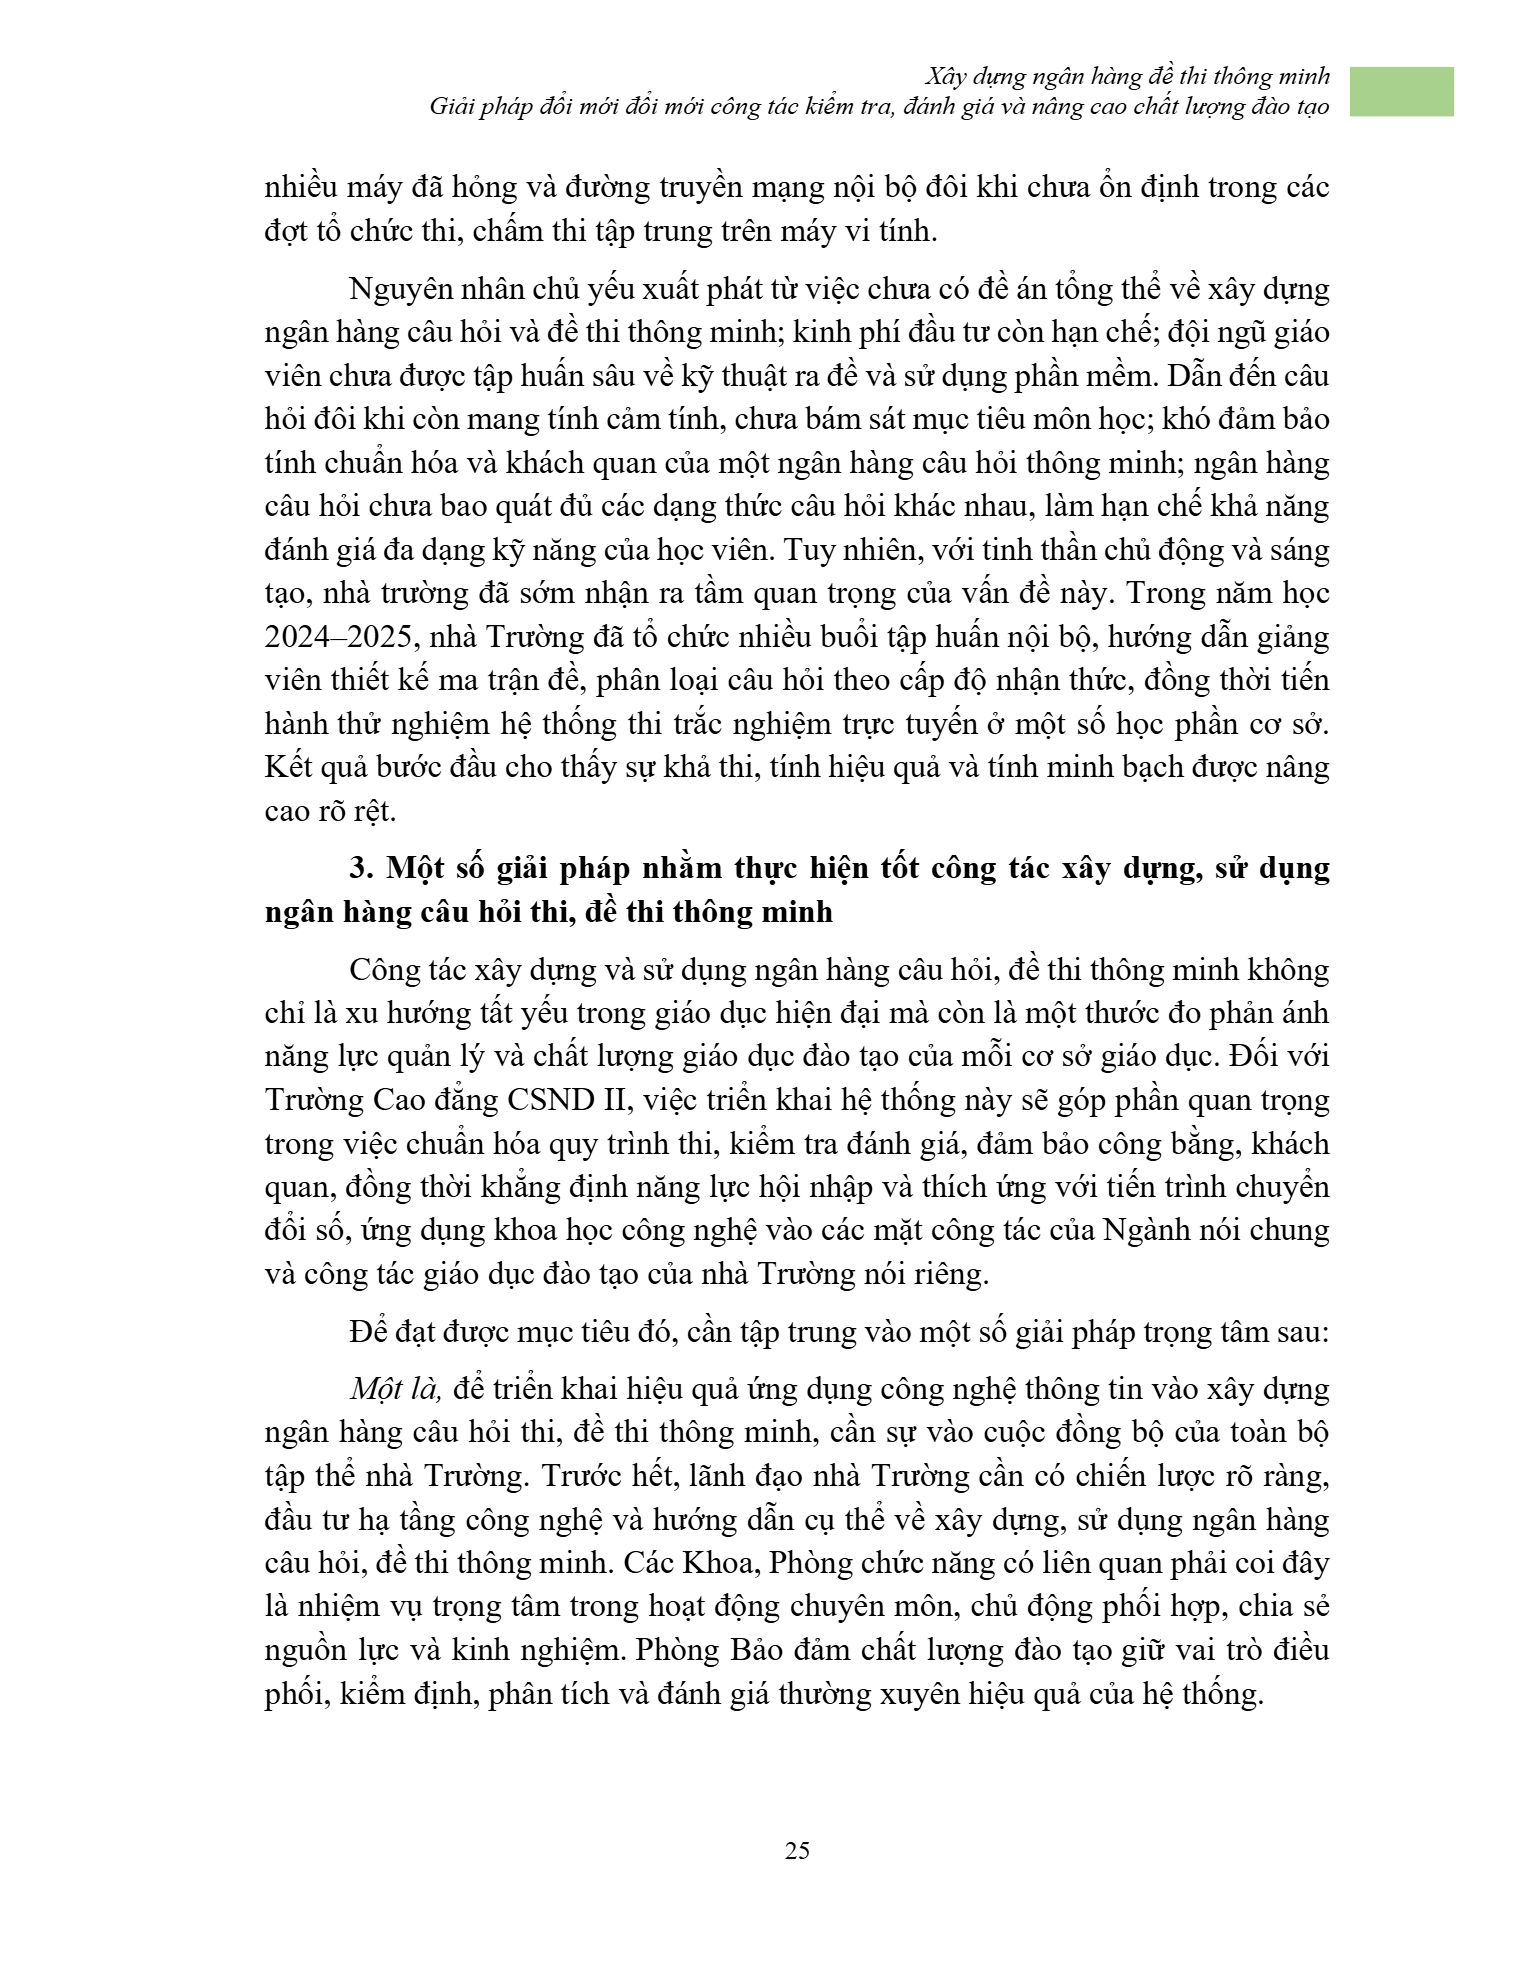 Xây dựng ngân hàng đề thi thông minh
Giải pháp đổi mới đổi mới công tác kiểm tra, đánh giá và nâng cao chất lượng đào tạo
nhiều máy đã hỏng và đường truyền mạng nội bộ đôi khi chưa ổn định trong các
đợt tổ chức thi, chấm thi tập trung trên máy vi tính.
Nguyên nhân chủ yếu xuất phát từ việc chưa có đề án tổng thể về xây dựng
ngân hàng câu hỏi và đề thi thông minh; kinh phí đầu tư còn hạn chế; đội ngũ giáo
viên chưa được tập huấn sâu về kỹ thuật ra đề và sử dụng phần mềm. Dẫn đến câu
hỏi đôi khi còn mang tính cảm tính, chưa bám sát mục tiêu môn học; khó đảm bảo
tính chuẩn hóa và khách quan của một ngân hàng câu hỏi thông minh; ngân hàng
câu hỏi chưa bao quát đủ các dạng thức câu hỏi khác nhau, làm hạn chế khả năng
đánh giá đa dạng kỹ năng của học viên. Tuy nhiên, với tinh thần chủ động và sáng
tạo, nhà trường đã sớm nhận ra tầm quan trọng của vấn đề này. Trong năm học
2024–2025, nhà Trường đã tổ chức nhiều buổi tập huấn nội bộ, hướng dẫn giảng
viên thiết kế ma trận đề, phân loại câu hỏi theo cấp độ nhận thức, đồng thời tiến
hành thử nghiệm hệ thống thi trắc nghiệm trực tuyến ở một số học phần cơ sở.
Kết quả bước đầu cho thấy sự khả thi, tính hiệu quả và tính minh bạch được nâng
cao rõ rệt.
3. Một số giải pháp nhằm thực hiện tốt công tác xây dựng, sử dụng
ngân hàng câu hỏi thi, đề thi thông minh
Công tác xây dựng và sử dụng ngân hàng câu hỏi, đề thi thông minh không
chỉ là xu hướng tất yếu trong giáo dục hiện đại mà còn là một thước đo phản ánh
năng lực quản lý và chất lượng giáo dục đào tạo của mỗi cơ sở giáo dục. Đối với
Trường Cao đẳng CSND II, việc triển khai hệ thống này sẽ góp phần quan trọng
trong việc chuẩn hóa quy trình thi, kiểm tra đánh giá, đảm bảo công bằng, khách
quan, đồng thời khẳng định năng lực hội nhập và thích ứng với tiến trình chuyển
đổi số, ứng dụng khoa học công nghệ vào các mặt công tác của Ngành nói chung
và công tác giáo dục đào tạo của nhà Trường nói riêng.
Để đạt được mục tiêu đó, cần tập trung vào một số giải pháp trọng tâm sau:
Một là, để triển khai hiệu quả ứng dụng công nghệ thông tin vào xây dựng
ngân hàng câu hỏi thi, đề thi thông minh, cần sự vào cuộc đồng bộ của toàn bộ
tập thể nhà Trường. Trước hết, lãnh đạo nhà Trường cần có chiến lược rõ ràng,
đầu tư hạ tầng công nghệ và hướng dẫn cụ thể về xây dựng, sử dụng ngân hàng
câu hỏi, đề thi thông minh. Các Khoa, Phòng chức năng có liên quan phải coi đây
là nhiệm vụ trọng tâm trong hoạt động chuyên môn, chủ động phối hợp, chia sẻ
nguồn lực và kinh nghiệm. Phòng Bảo đảm chất lượng đào tạo giữ vai trò điều
phối, kiểm định, phân tích và đánh giá thường xuyên hiệu quả của hệ thống.
25